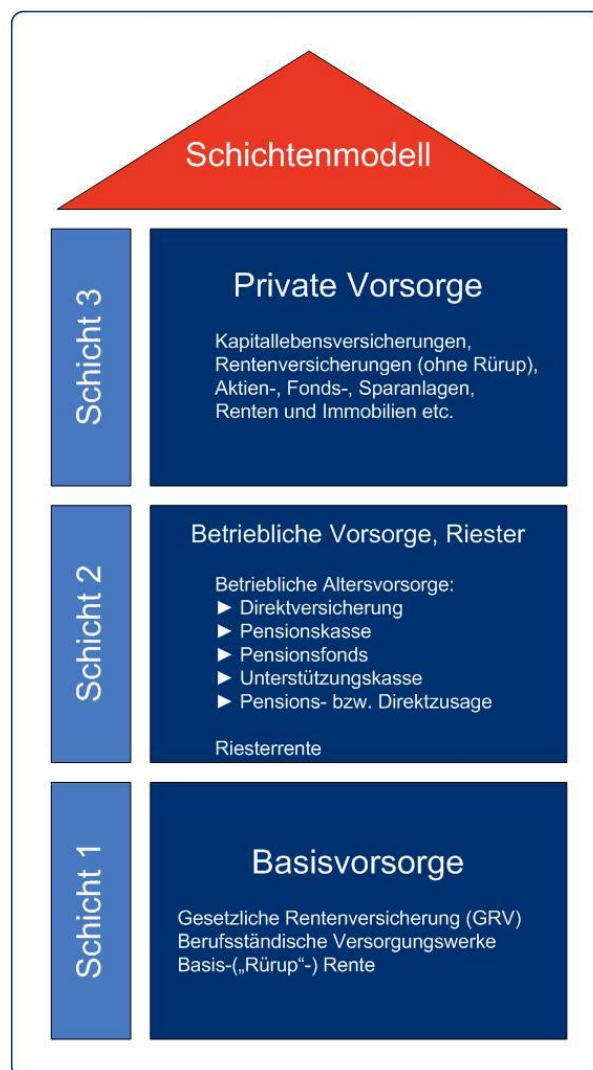 Schichtenmodell
Schicht 3
Private Vorsorge
Kapitallebensversicherungen,
Rentenversicherungen (ohne Rürup),
Aktien-, Fonds-, Sparanlagen,
Renten und Immobilien etc.
Schicht 2
Betriebliche Vorsorge, Riester
Betriebliche Altersvorsorge:
► Direktversicherung
► Pensionskasse
► Pensionsfonds
► Unterstützungskasse
► Pensions- bzw. Direktzusage
Riesterrente
Schicht 1
Basisvorsorge
Gesetzliche Rentenversicherung (GRV)
Berufsständische Versorgungswerke
Basis-(„Rürup“-) Rente